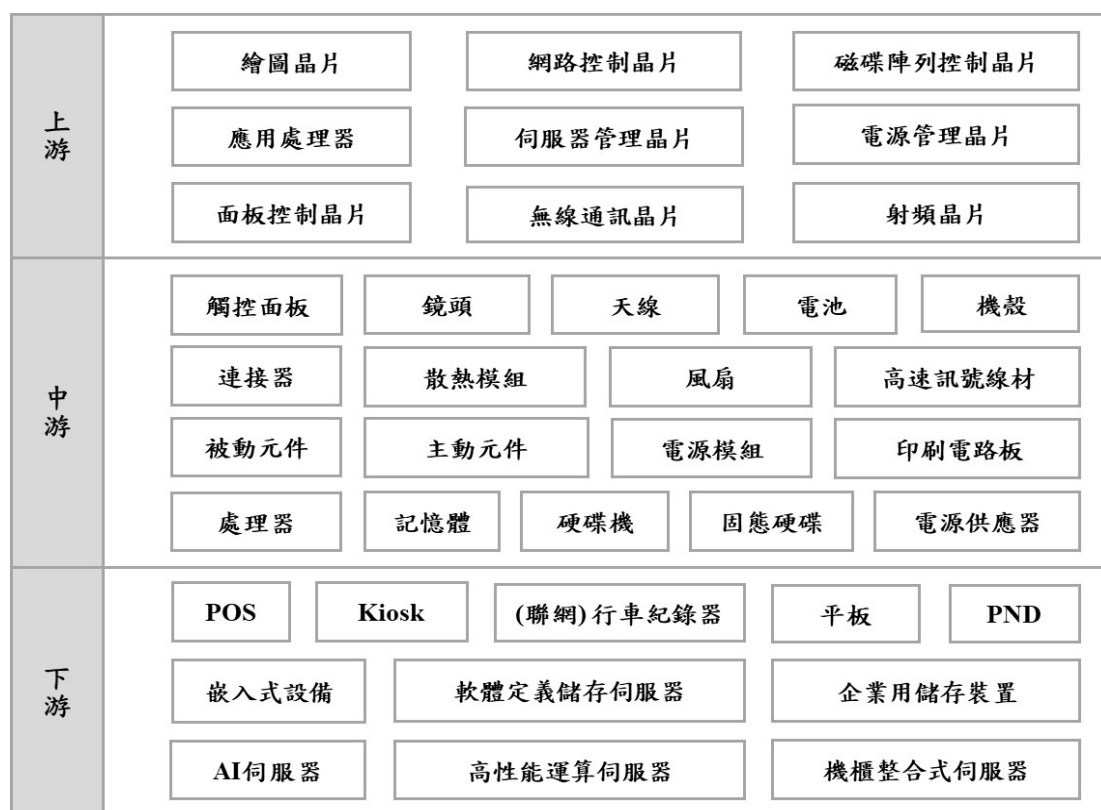 上游
繪圖晶片 網路控制晶片 磁碟陣列控制晶片
應用處理器 伺服器管理晶片 電源管理晶片
面板控制晶片 無線通訊晶片 射頻晶片
中游
觸控面板 鏡頭 天線 電池 機殼
連接器 散熱模組 風扇 高速訊號線材
被動元件 主動元件 電源模組 印刷電路板
處理器 記憶體 硬碟機 固態硬碟 電源供應器
下游
POS Kiosk (聯網)行車紀錄器 平板 PND
嵌入式設備 軟體定義儲存伺服器 企業用儲存裝置
AI伺服器 高性能運算伺服器 機櫃整合式伺服器